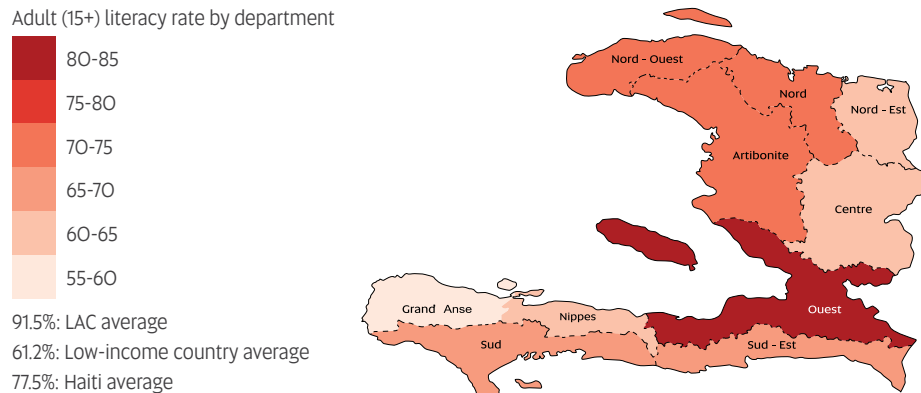 Adult (15+) literacy rate by department
80-85
75-80
70-75
65-70
60-65
55-60
91.5%: LAC average
61.2%: Low-income country average
77.5%: Haiti average
Nord - Ouest
Nord
Nord - Est
Artibonite
Centre
Ouest
Grand Anse
Nippes
Sud
Sud - Est